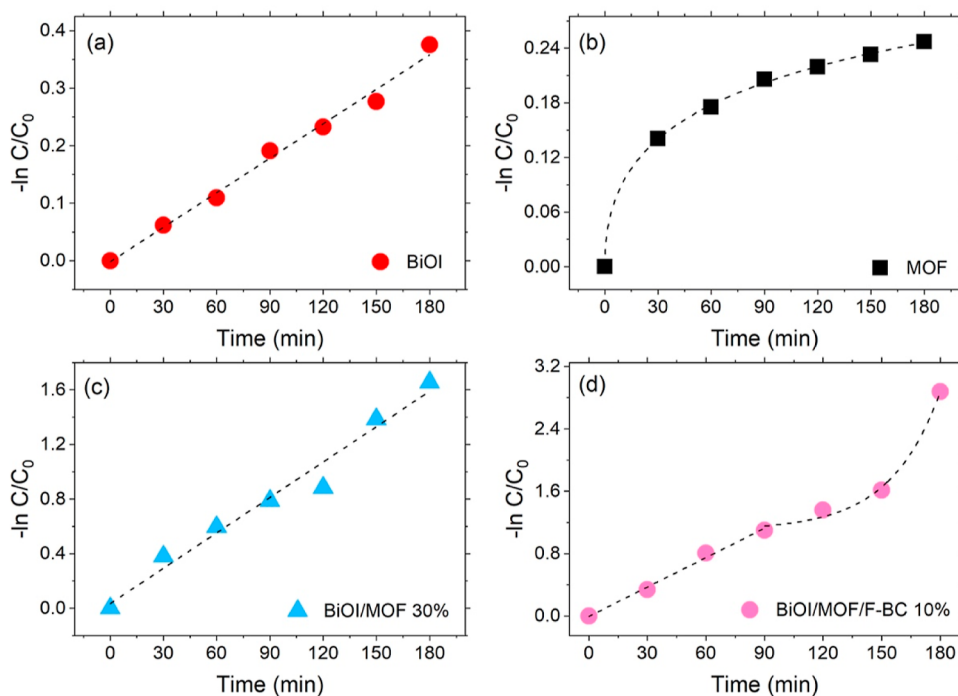 (a)
-ln C/C₀
0.4
0.3
0.2
0.1
0.0
0 30 60 90 120 150 180
Time (min)
BiOI
(b)
-ln C/C₀
0.24
0.18
0.12
0.06
0.00
0 30 60 90 120 150 180
Time (min)
MOF
(c)
-ln C/C₀
1.6
1.2
0.8
0.4
0.0
0 30 60 90 120 150 180
Time (min)
BiOI/MOF 30%
(d)
-ln C/C₀
3.2
2.4
1.6
0.8
0.0
0 30 60 90 120 150 180
Time (min)
BiOI/MOF/F-BC 10%